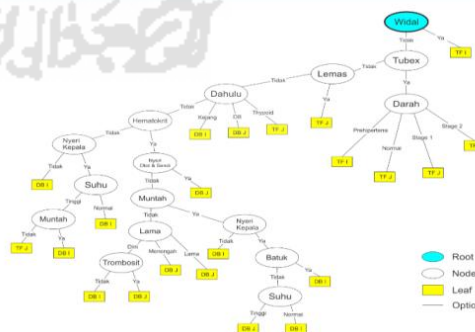 Widal
Tidak
Ya
Tubex
TF I
Tidak
Ya
Lemas
Darah
Tidak
Ya
TF J
Prehipertensi
Normal
Stage 1
Stage 2
TF I
TF J
TF J
Dahulu
Tidak
Kejang
DB
Thypoid
DB I
DB J
TF J
Hematokrit
Tidak
Ya
Nyeri
Kepala
Tidak
Ya
DB I
Suhu
Tinggi
Normal
Muntah
DB I
Tidak
Ya
TF J
DB I
Nyeri
Tidak
Ya
DB J
Muntah
Tidak
Ya
Lama
Dini
Menengah
Lama
Trombosit
DB J
DB J
Tidak
Ya
DB I
DB J
Nyeri
Kepala
Tidak
Ya
DB I
Batuk
Tidak
Ya
DB I
Suhu
Tinggi
Normal
DB J
DB I
Root
Node
Leaf